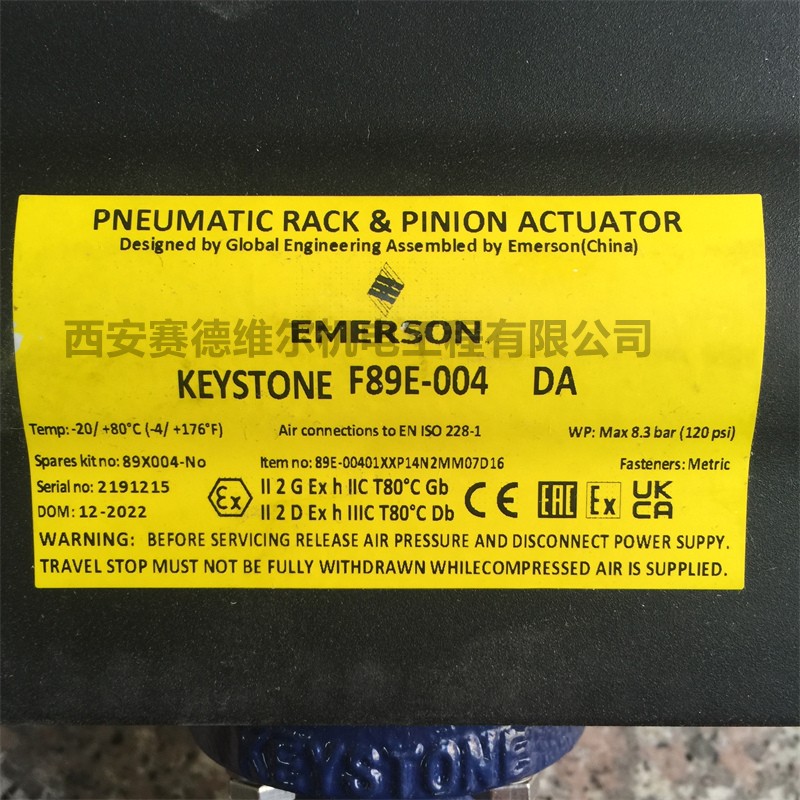 PNEUMATIC RACK & PINION ACTUATOR
Designed by Global Engineering Assembled by Emerson(China)
EMERSON
西安赛德维尔机电工程有限公司
KEYSTONE F89E-004 DA
Temp: -20/ +80°C (-4/ +176°F) Air connections to EN ISO 228-1 WP: Max 8.3 bar (120 psi)
Spares kit no: 89X004-No Item no: 89E-00401XXP14N2MM07D16 Fasteners: Metric
Serial no: 2191215 Ex II 2 G Ex h IIC T80°C Gb CE EAC Ex UK CA
DOM: 12-2022 II 2 D Ex h IIIC T80°C Db
WARNING: BEFORE SERVICING RELEASE AIR PRESSURE AND DISCONNECT POWER SUPPY.
TRAVEL STOP MUST NOT BE FULLY WITHDRAWN WHILECOMPRESSED AIR IS SUPPLIED.
KEYSTONE